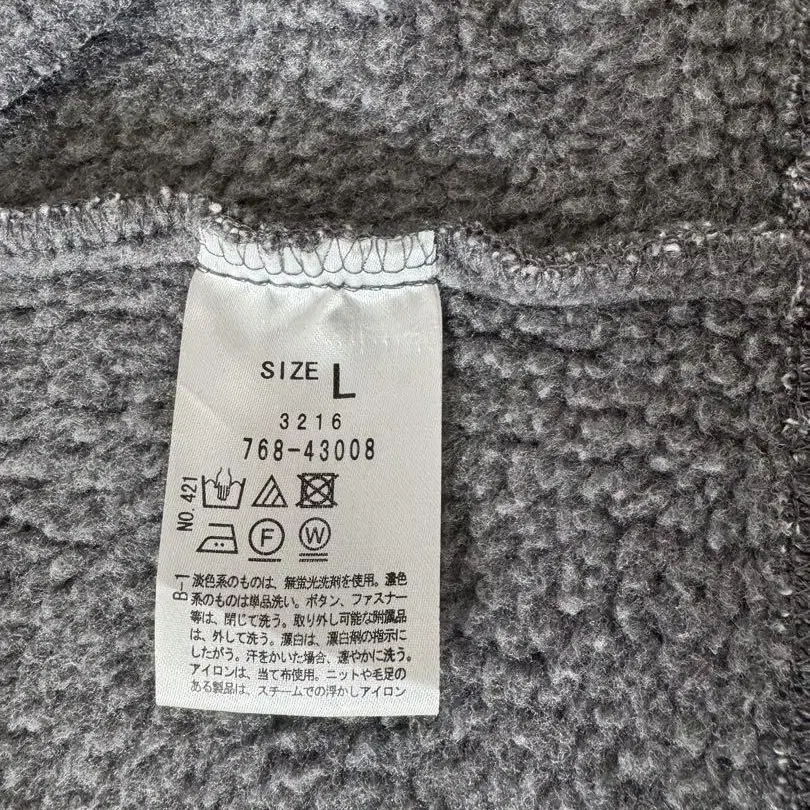 SIZE L
3216
768-43008
NO. 421
F W
B-1
淡色系のものは、無蛍光洗剤を使用。濃色
系のものは単品洗い。ボタン、ファスナー
等は、閉じて洗う。取り外し可能な附属品
は、外して洗う。漂白は、漂白剤の指示に
したがう。汗をかいた場合、速やかに洗う。
アイロンは、当て布使用。ニットや毛足の
ある製品は、スチームでの浮かしアイロン